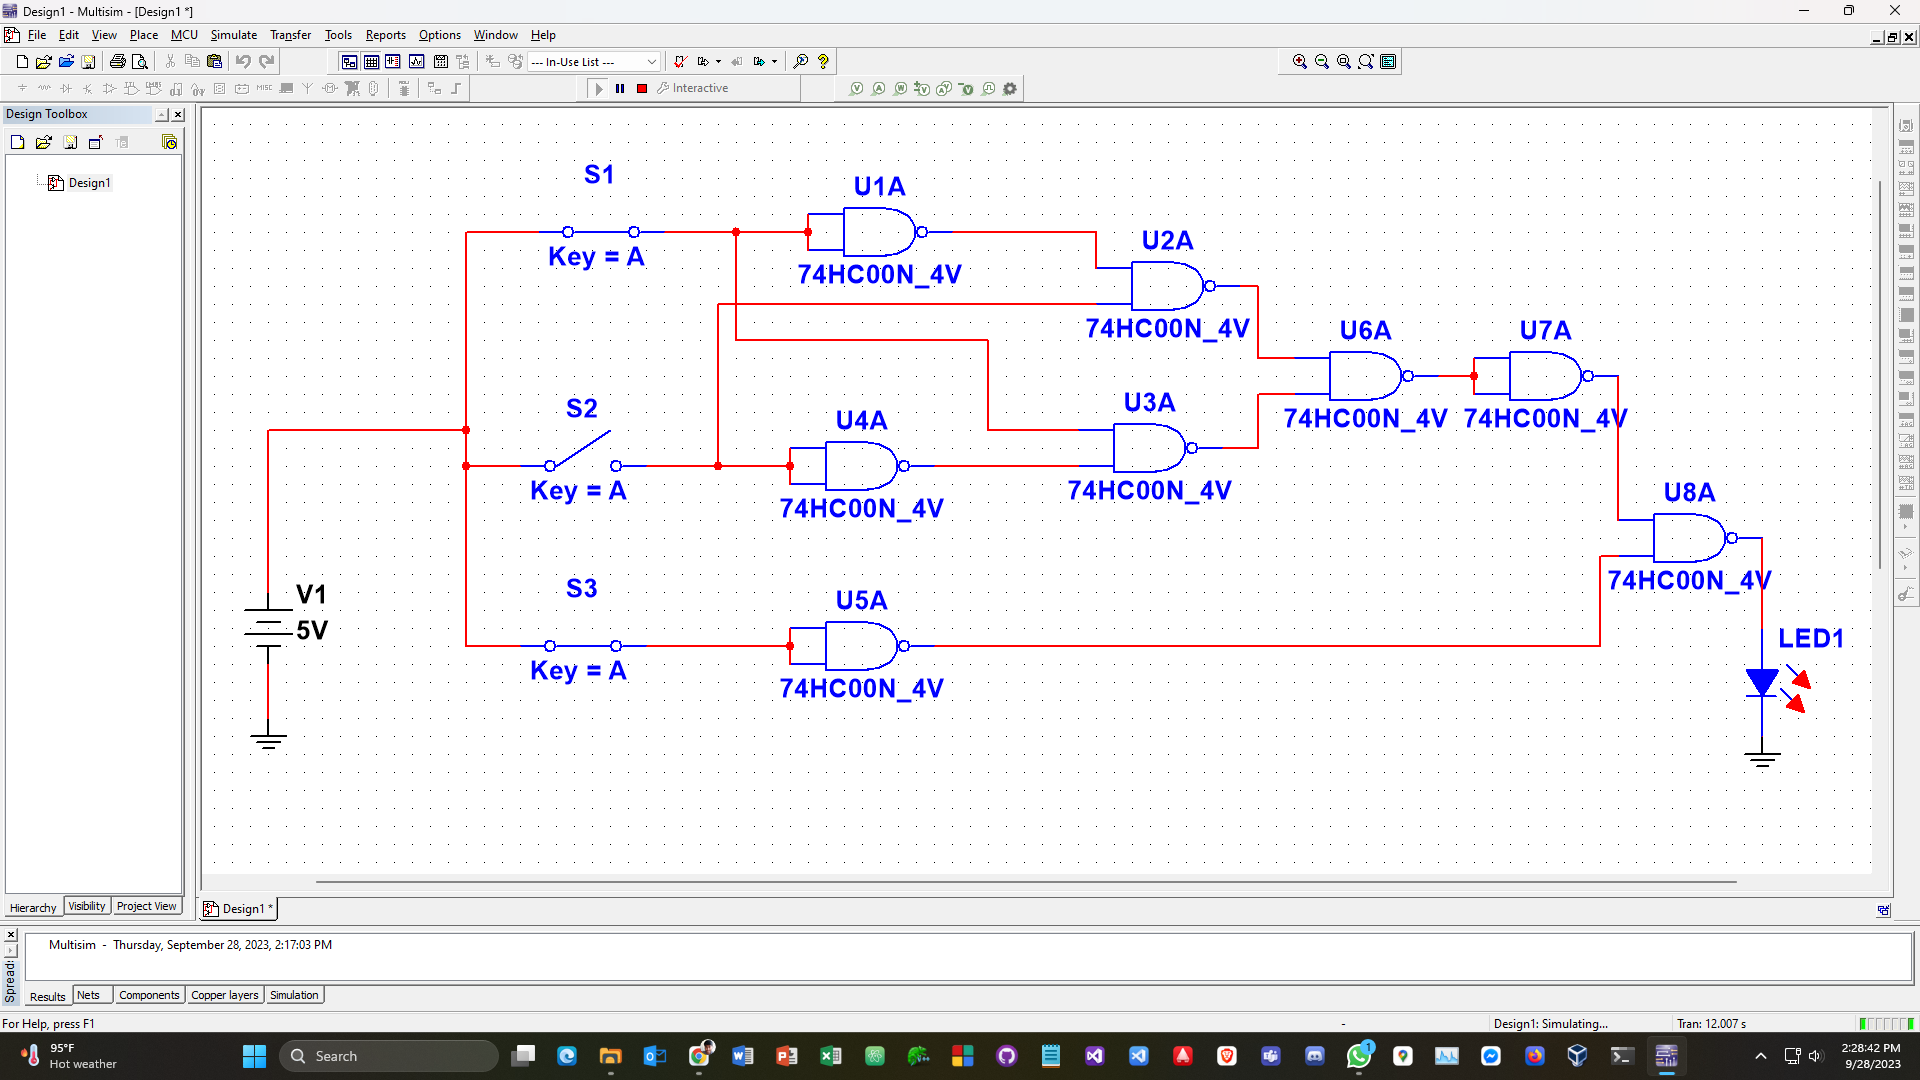 Design1 - Multisim - [Design1 *]
File Edit View Place MCU Simulate Transfer Tools Reports Options Window Help
--- In-Use List ---
Interactive
Design Toolbox
Design1
S1
Key = A
U1A
74HC00N_4V
U2A
74HC00N_4V
U6A
74HC00N_4V
U7A
74HC00N_4V
S2
Key = A
U4A
74HC00N_4V
U3A
74HC00N_4V
U8A
74HC00N_4V
V1
5V
S3
Key = A
U5A
74HC00N_4V
LED1
Hierarchy Visibility Project View
Design1 *
Multisim - Thursday, September 28, 2023, 2:17:03 PM
Spread
Results Nets Components Copper layers Simulation
For Help, press F1
-
Design1: Simulating...
Tran: 12.007 s
95°F
Hot weather
Search
1
2:28:42 PM
9/28/2023